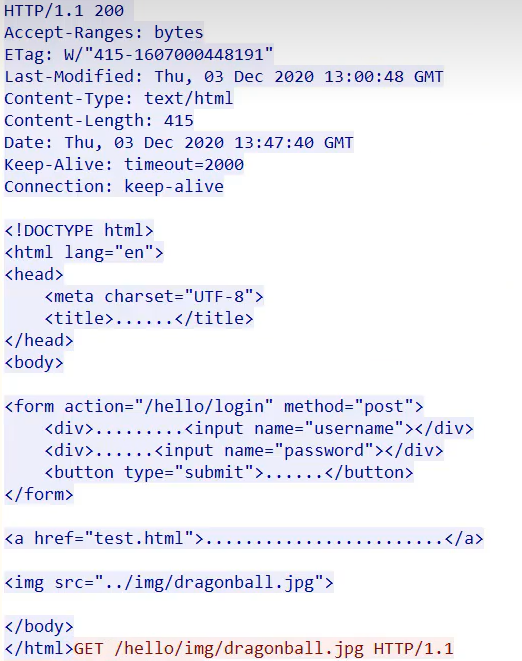 HTTP/1.1 200
Accept-Ranges: bytes
ETag: W/"415-1607000448191"
Last-Modified: Thu, 03 Dec 2020 13:00:48 GMT
Content-Type: text/html
Content-Length: 415
Date: Thu, 03 Dec 2020 13:47:40 GMT
Keep-Alive: timeout=2000
Connection: keep-alive

<!DOCTYPE html>
<html lang="en">
<head>
    <meta charset="UTF-8">
    <title>......</title>
</head>
<body>

<form action="/hello/login" method="post">
    <div>.........<input name="username"></div>
    <div>......<input name="password"></div>
    <button type="submit">......</button>
</form>

<a href="test.html">........................</a>

<img src="../img/dragonball.jpg">

</body>
</html>GET /hello/img/dragonball.jpg HTTP/1.1